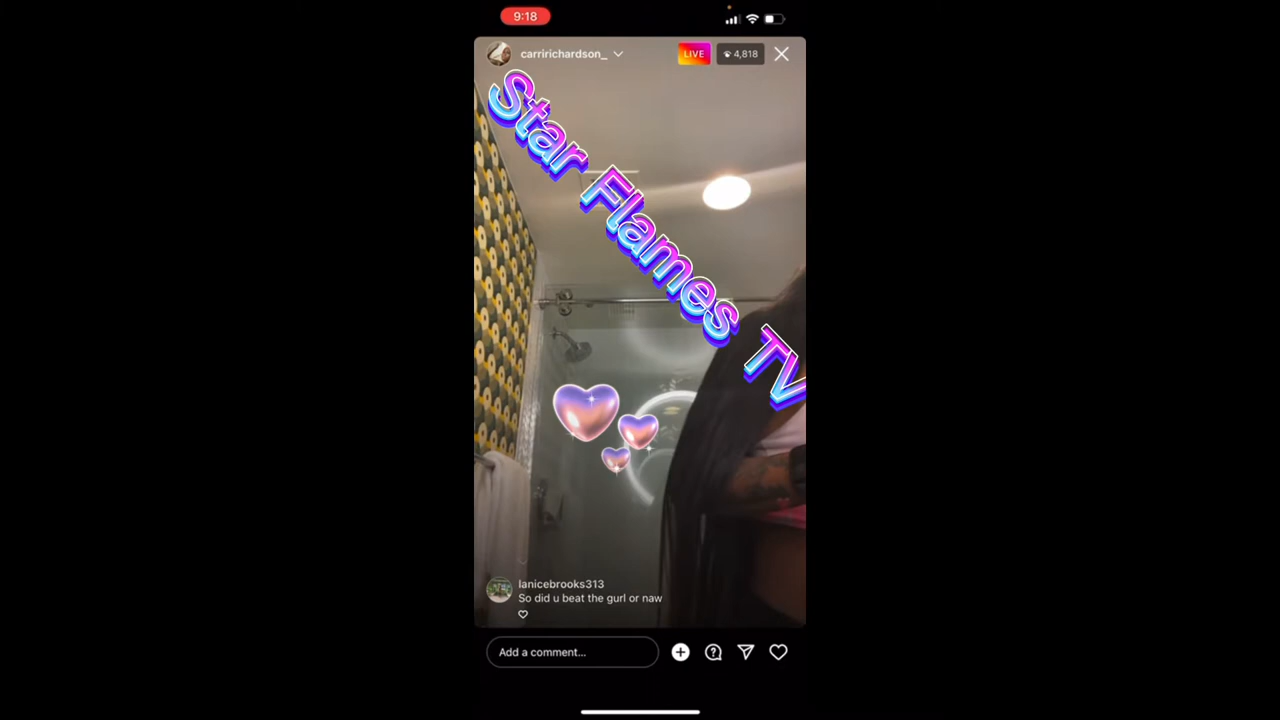 9:18
carririchardson_
LIVE
4,818
Star Flames TV
lanicebrooks313
So did u beat the gurl or naw
Add a comment...